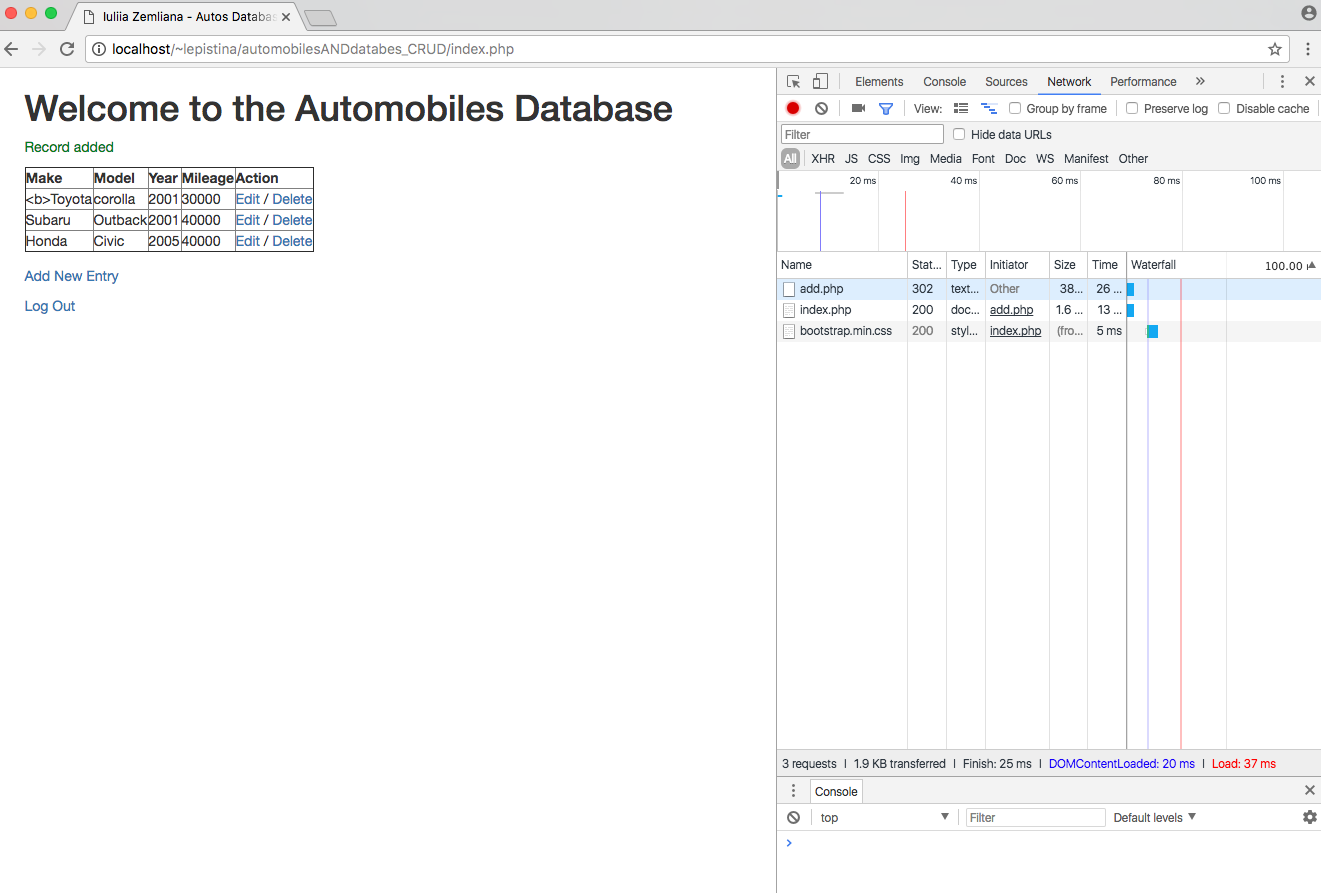 Iuliia Zemliana - Autos Databas
localhost/~lepistina/automobilesANDdatabes_CRUD/index.php
Welcome to the Automobiles Database
Record added
Make Model Year Mileage Action
<b>Toyota corolla 2001 30000 Edit / Delete
Subaru Outback 2001 40000 Edit / Delete
Honda Civic 2005 40000 Edit / Delete
Add New Entry
Log Out
Elements Console Sources Network Performance »
View: Group by frame Preserve log Disable cache
Filter Hide data URLs
All XHR JS CSS Img Media Font Doc WS Manifest Other
20 ms 40 ms 60 ms 80 ms 100 ms
Name Stat... Type Initiator Size Time Waterfall 100.00
add.php 302 text... Other 38... 26 ...
index.php 200 doc... add.php 1.6 ... 13 ...
bootstrap.min.css 200 styl... index.php (fro... 5 ms
3 requests | 1.9 KB transferred | Finish: 25 ms | DOMContentLoaded: 20 ms | Load: 37 ms
Console
top Filter Default levels